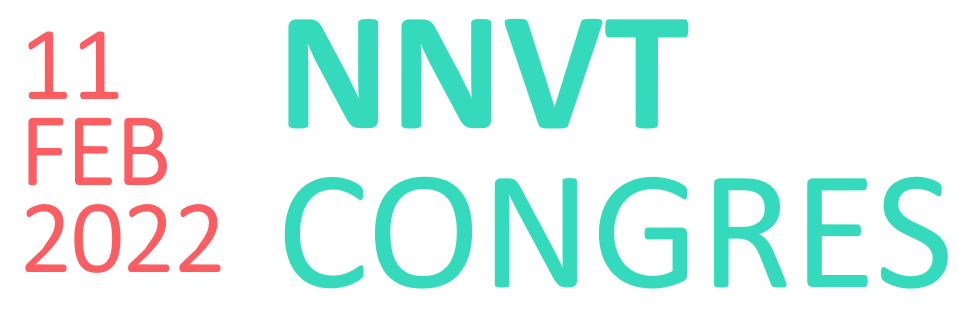 11
FEB
2022
NNVT
CONGRES